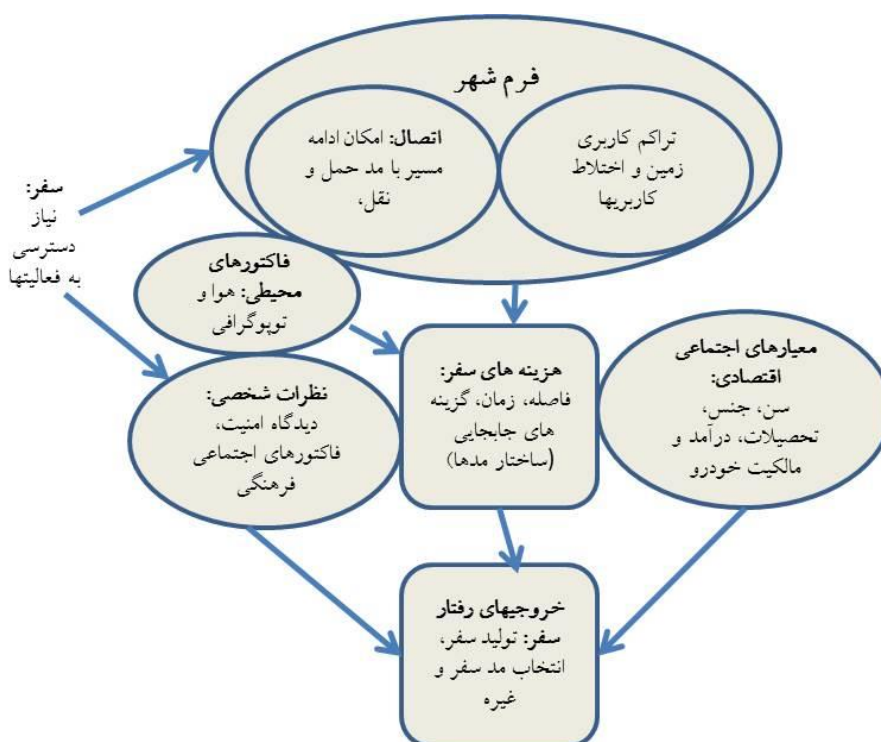 فرم شهر
اتصال: امکان ادامه
مسیر با مد حمل و
نقل،
تراکم کاربری
زمین و اختلاط
کاربریها
سفر:
نیاز
دسترسی
به فعالیتها
فاکتورهای
محیطی: هوا و
توپوگرافی
نظرات شخصی:
دیدگاه امنیت،
فاکتورهای اجتماعی
فرهنگی
هزینه های سفر:
فاصله، زمان، گزینه
های جابجایی
(ساختار مدها)
معیارهای اجتماعی
اقتصادی:
سن، جنس،
تحصیلات، درآمد و
مالکیت خودرو
خروجیهای رفتار
سفر: تولید سفر،
انتخاب مد سفر و
غیره